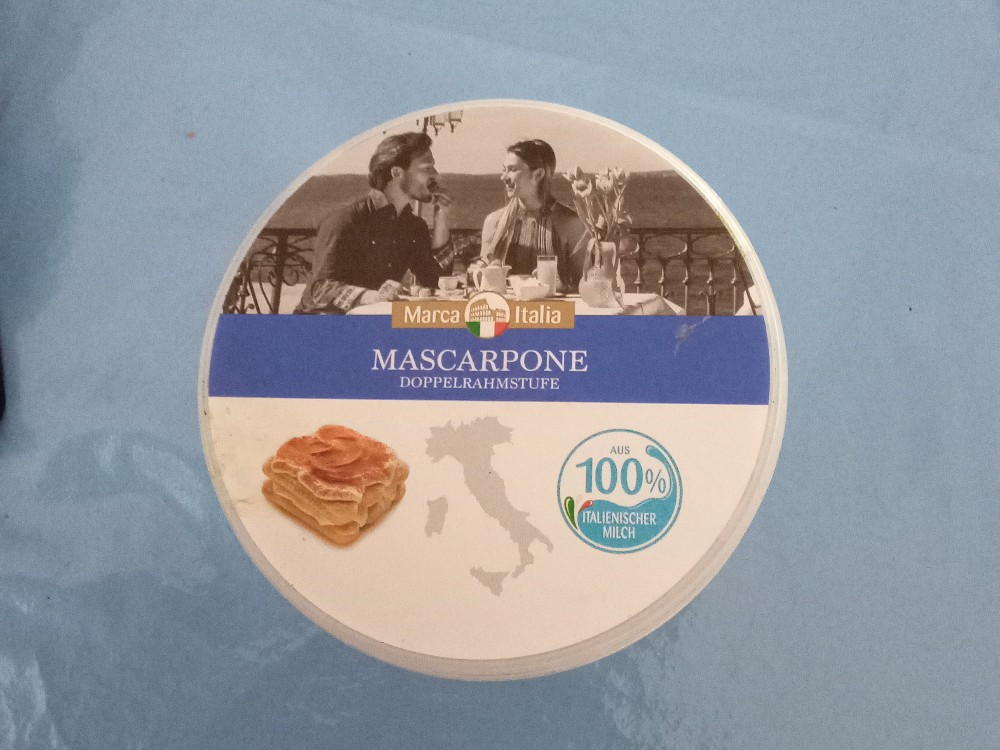 Marca Italia
MASCARPONE
DOPPELRAHMSTUFE
AUS
100%
ITALIENISCHER
MILCH